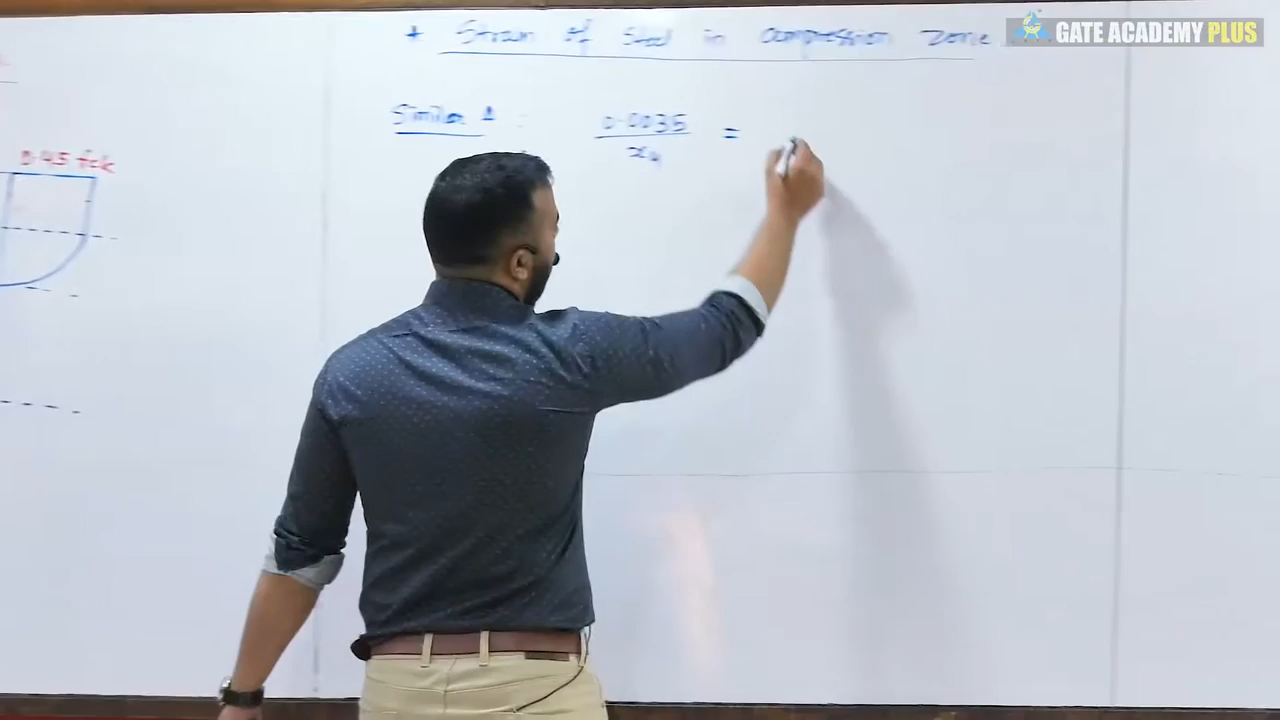 * Strain of Steel in compression zone
GATE ACADEMY PLUS
Similar Δ : 0.0035 =
xu
0.45 fck